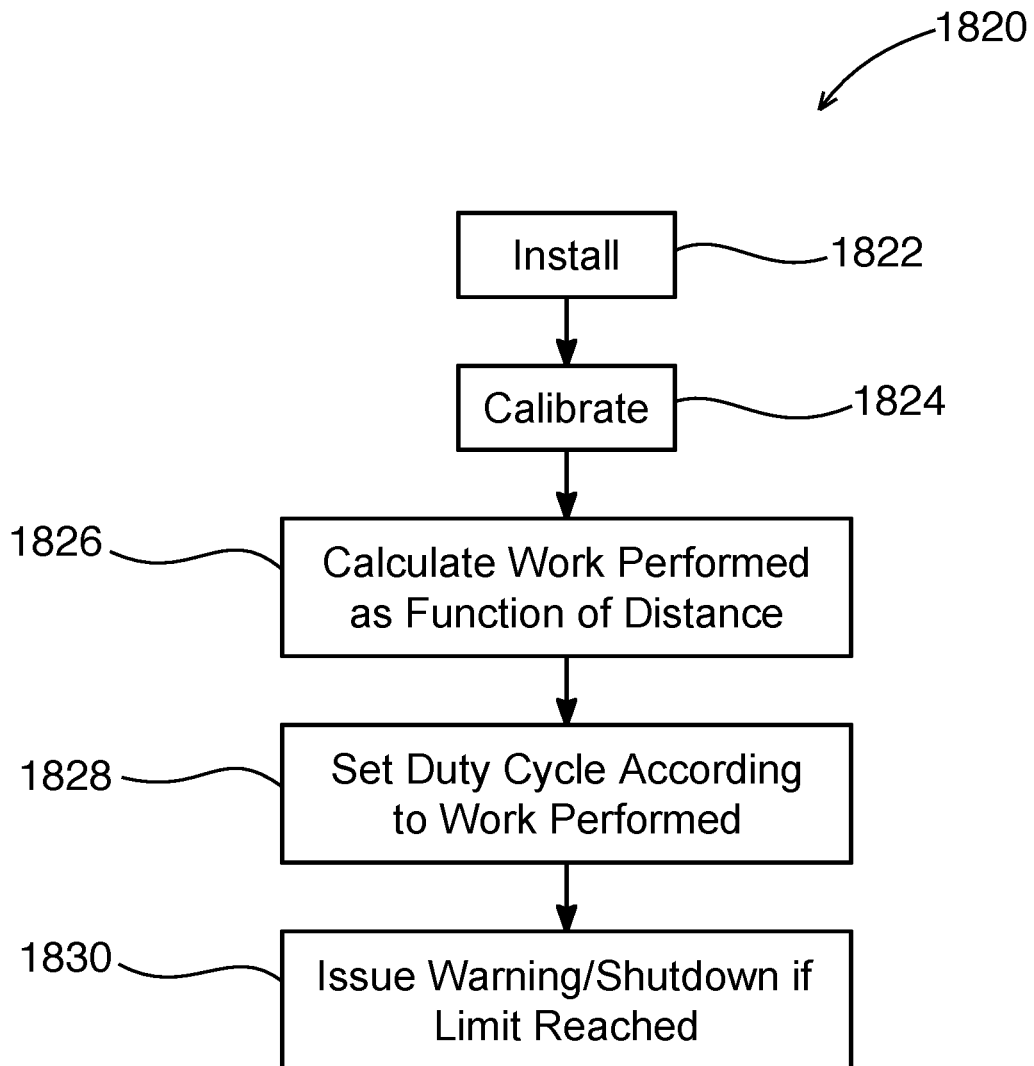 1820
Install
1822
Calibrate
1824
1826
Calculate Work Performed
as Function of Distance
1828
Set Duty Cycle According
to Work Performed
1830
Issue Warning/Shutdown if
Limit Reached